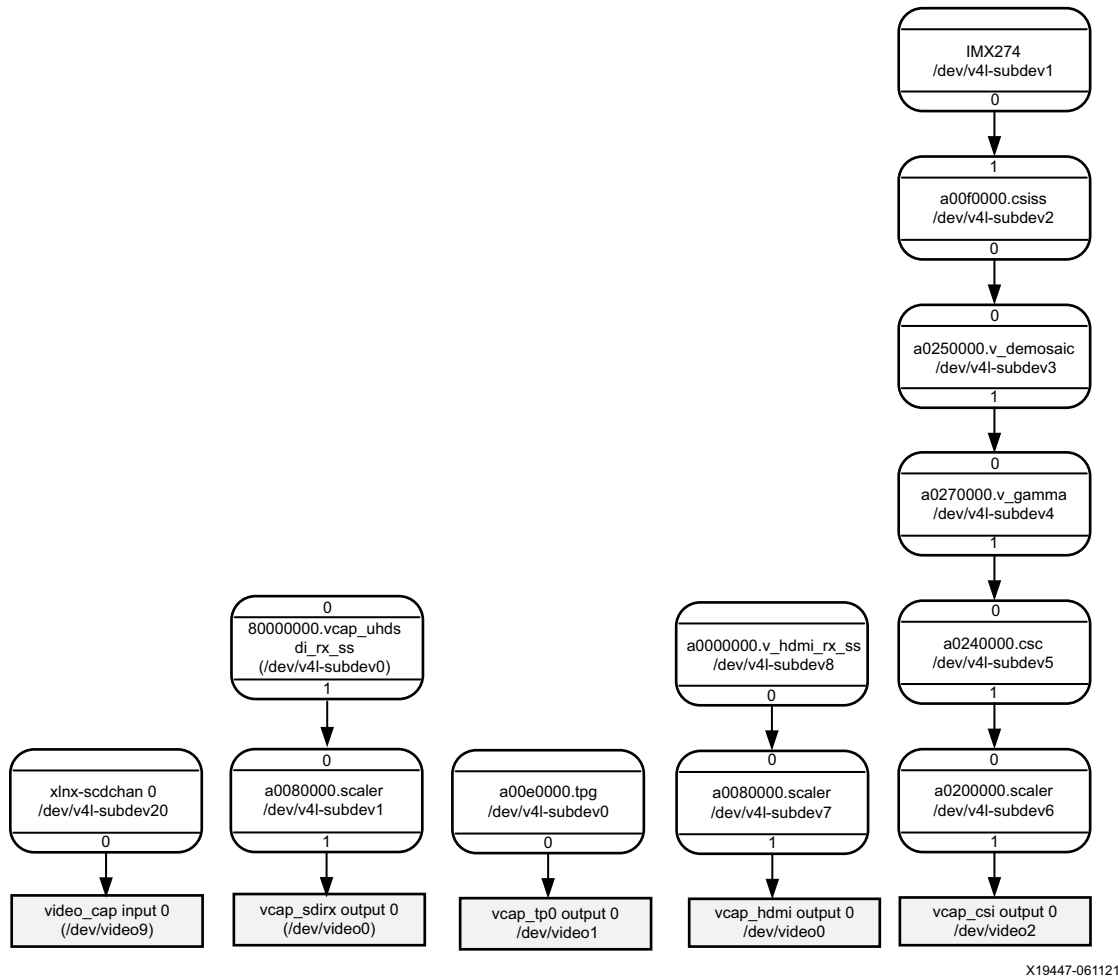 IMX274
/dev/v4l-subdev1
0
1
a00f0000.csiss
/dev/v4l-subdev2
0
0
a0250000.v_demosaic
/dev/v4l-subdev3
1
0
a0270000.v_gamma
/dev/v4l-subdev4
1
0
80000000.vcap_uhds
di_rx_ss
(/dev/v4l-subdev0)
1
a0000000.v_hdmi_rx_ss
/dev/v4l-subdev8
0
0
a0240000.csc
/dev/v4l-subdev5
1
xlnx-scdchan 0
/dev/v4l-subdev20
0
0
a0080000.scaler
/dev/v4l-subdev1
1
a00e0000.tpg
/dev/v4l-subdev0
0
0
a0080000.scaler
/dev/v4l-subdev7
1
0
a0200000.scaler
/dev/v4l-subdev6
1
video_cap input 0
(/dev/video9)
vcap_sdirx output 0
(/dev/video0)
vcap_tp0 output 0
/dev/video1
vcap_hdmi output 0
/dev/video0
vcap_csi output 0
/dev/video2
X19447-061121